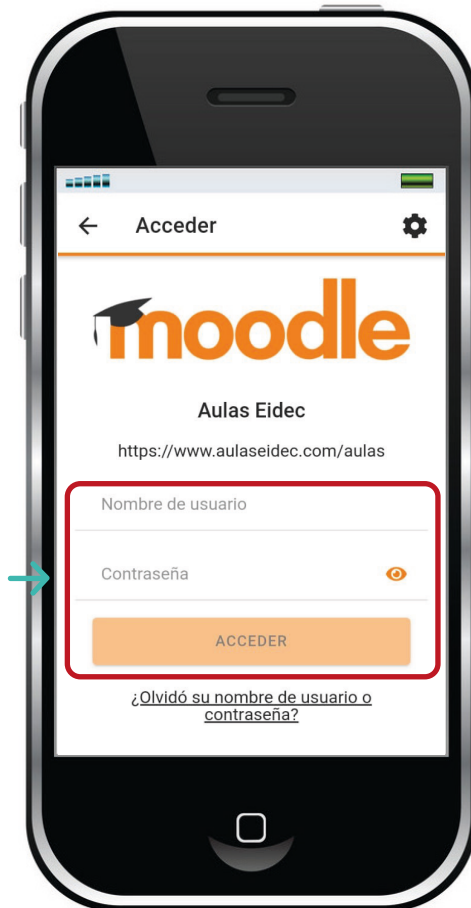 Acceder
moodle
Aulas Eidec
https://www.aulaseidec.com/aulas
Nombre de usuario
Contraseña
ACCEDER
¿Olvidó su nombre de usuario o
contraseña?